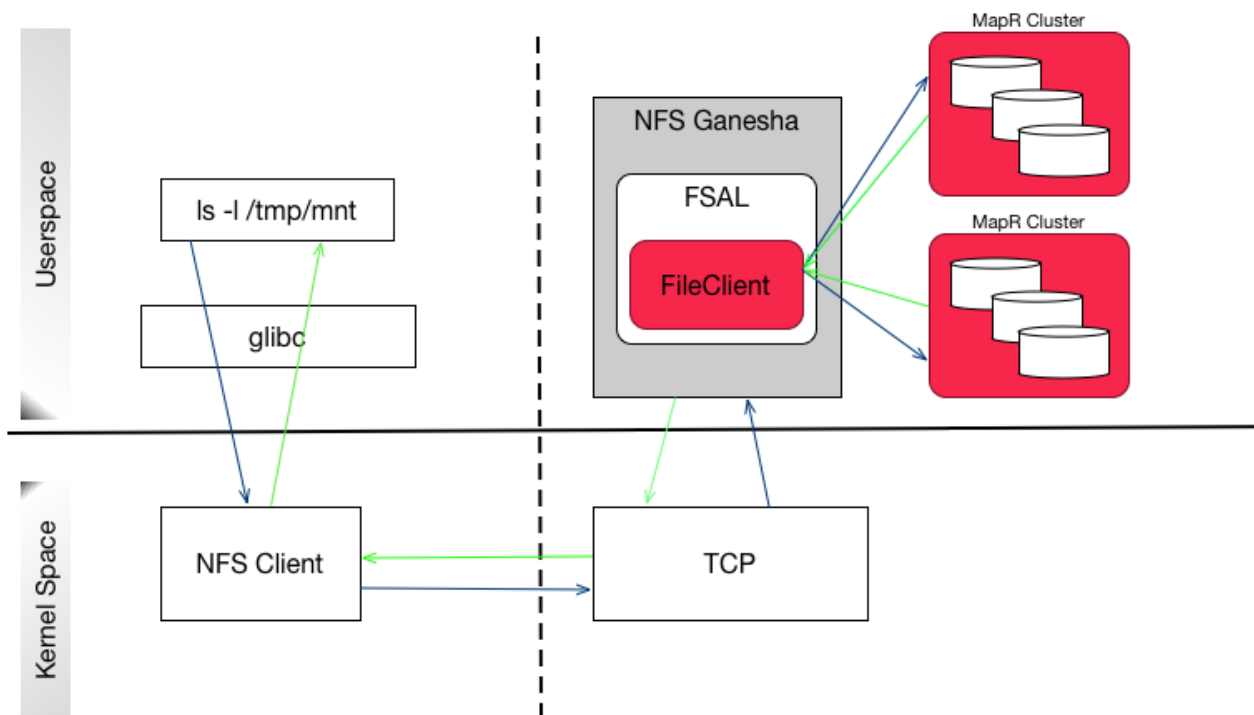 Userspace
ls -l /tmp/mnt
glibc
NFS Ganesha
FSAL
FileClient
MapR Cluster
MapR Cluster
Kernel Space
NFS Client
TCP